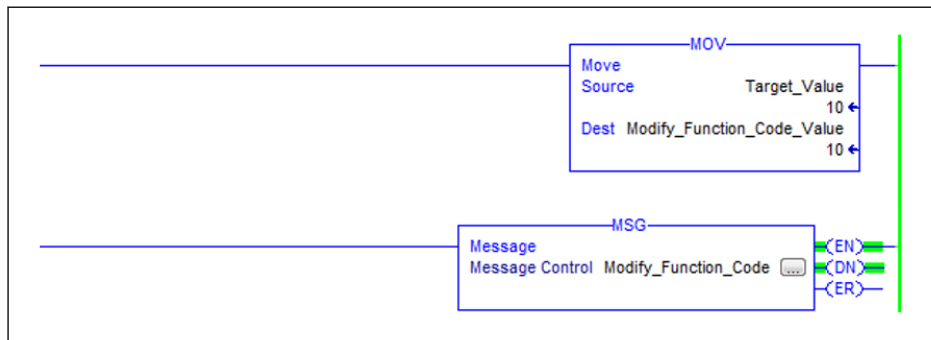 MOV
Move
Source Target_Value
10
Dest Modify_Function_Code_Value
10
MSG
Message (EN)
Message Control Modify_Function_Code ... (DN)
(ER)